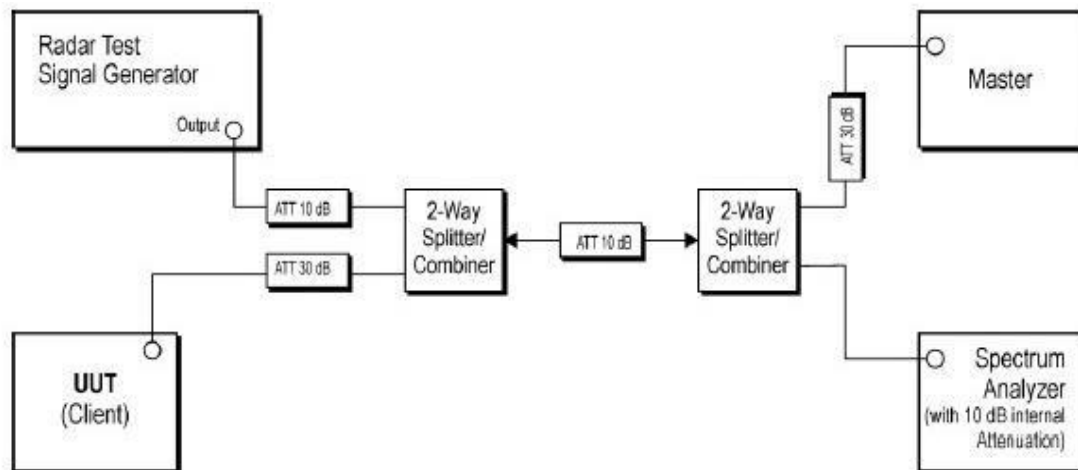 Radar Test
Signal Generator
Output
ATT 10 dB
ATT 30 dB
UUT
(Client)
2-Way
Splitter/
Combiner
ATT 10 dB
2-Way
Splitter/
Combiner
ATT 30 dB
Master
Spectrum
Analyzer
(with 10 dB internal
Attenuation)